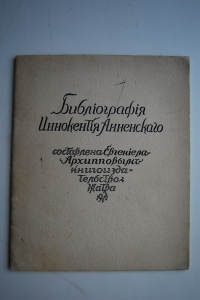 Библіографія
Иннокентія Анненскаго
составлена Евгеніемъ
Архипповымъ
книгоизда-
тельство
Жатва